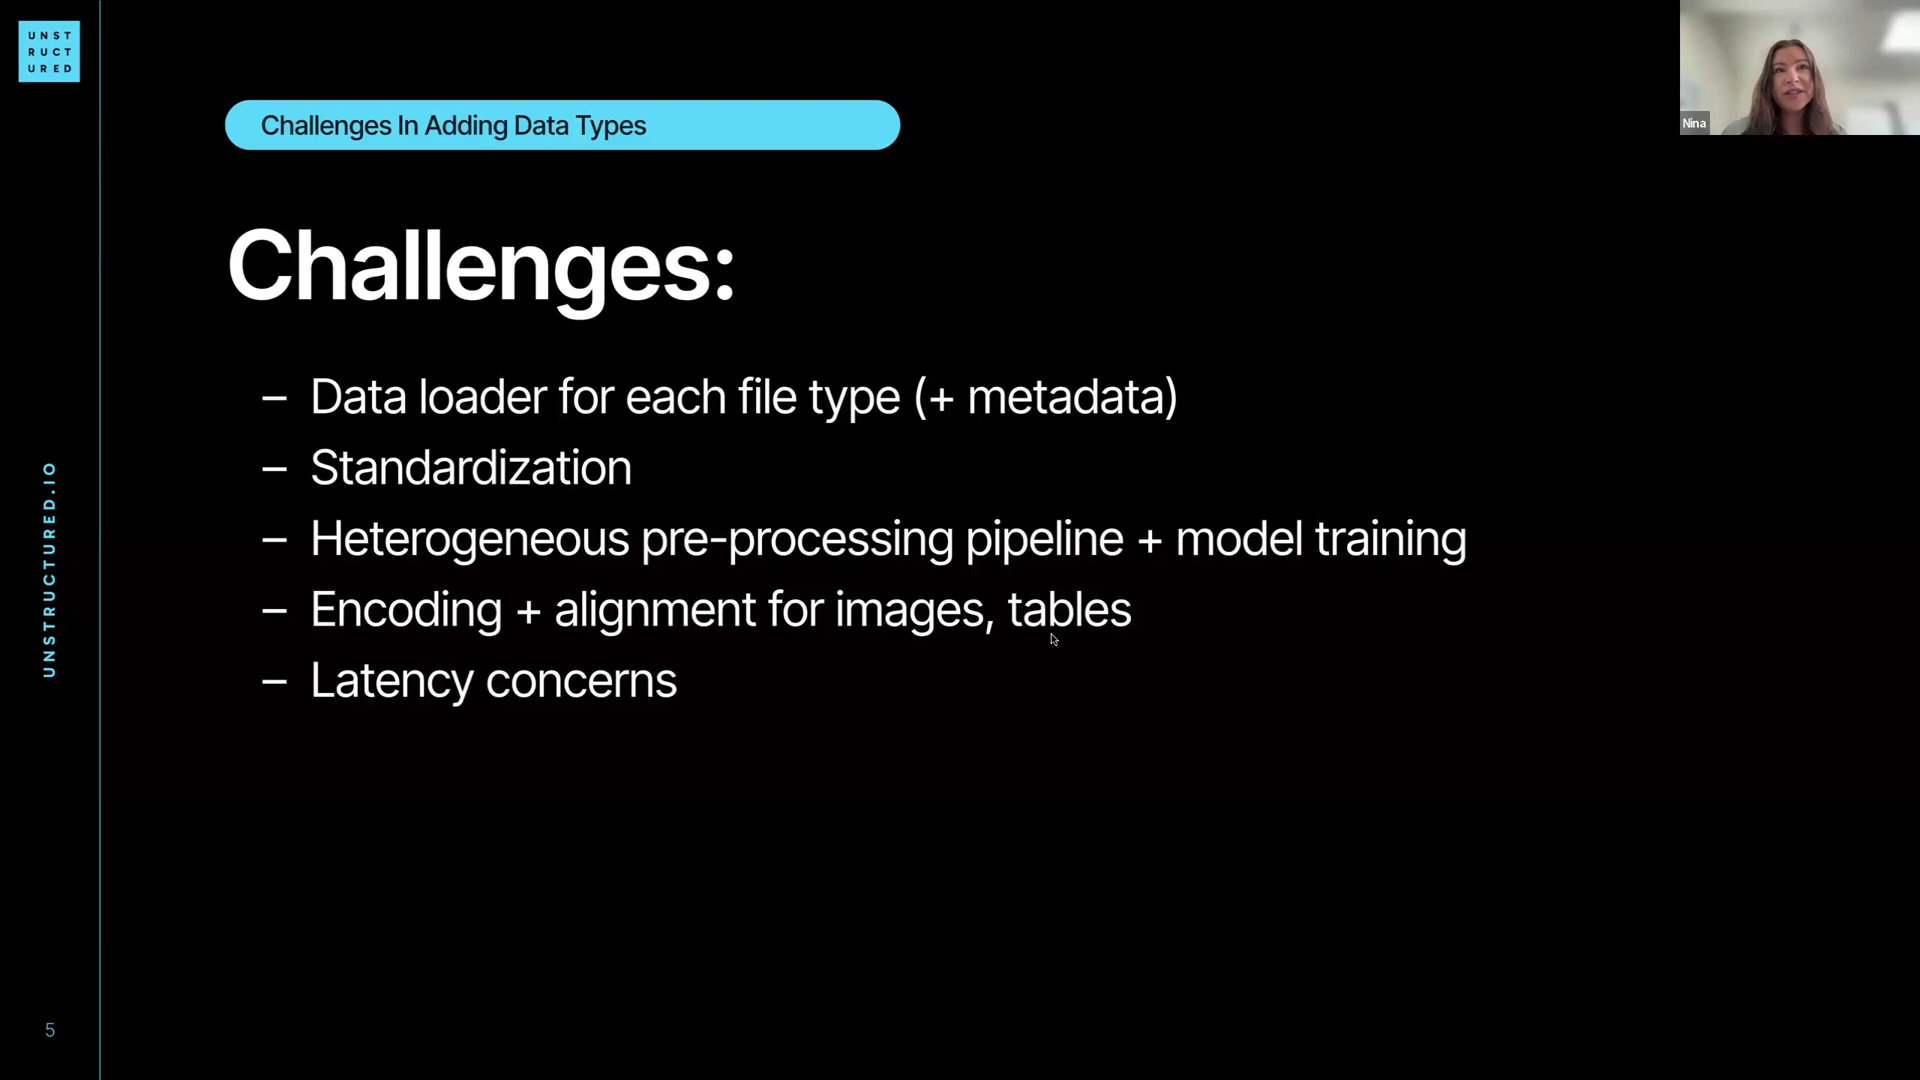 UNST
RUCT
URED
Challenges In Adding Data Types
Nina
Challenges:
– Data loader for each file type (+ metadata)
– Standardization
– Heterogeneous pre-processing pipeline + model training
– Encoding + alignment for images, tables
– Latency concerns
UNSTRUCTURED.IO
5